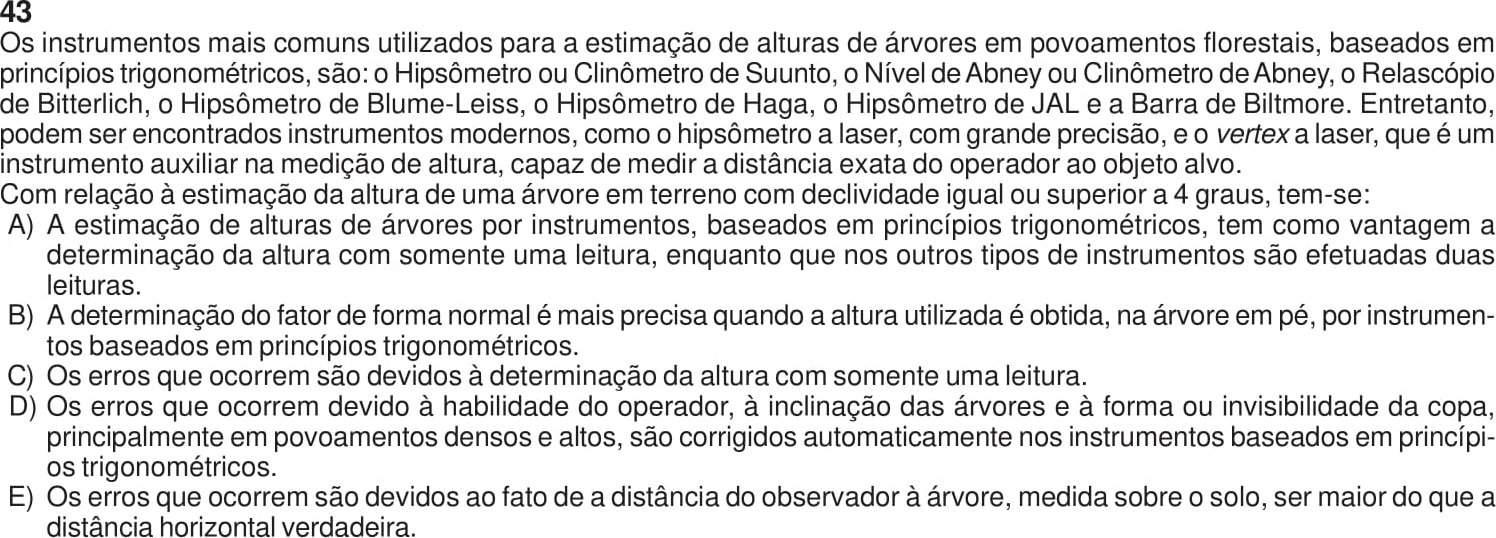 43
Os instrumentos mais comuns utilizados para a estimação de alturas de árvores em povoamentos florestais, baseados em
princípios trigonométricos, são: o Hipsômetro ou Clinômetro de Suunto, o Nível de Abney ou Clinômetro de Abney, o Relascópio
de Bitterlich, o Hipsômetro de Blume-Leiss, o Hipsômetro de Haga, o Hipsômetro de JAL e a Barra de Biltmore. Entretanto,
podem ser encontrados instrumentos modernos, como o hipsômetro a laser, com grande precisão, e o vertex a laser, que é um
instrumento auxiliar na medição de altura, capaz de medir a distância exata do operador ao objeto alvo.
Com relação à estimação da altura de uma árvore em terreno com declividade igual ou superior a 4 graus, tem-se:
A) A estimação de alturas de árvores por instrumentos, baseados em princípios trigonométricos, tem como vantagem a
determinação da altura com somente uma leitura, enquanto que nos outros tipos de instrumentos são efetuadas duas
leituras.
B) A determinação do fator de forma normal é mais precisa quando a altura utilizada é obtida, na árvore em pé, por instrumen-
tos baseados em princípios trigonométricos.
C) Os erros que ocorrem são devidos à determinação da altura com somente uma leitura.
D) Os erros que ocorrem devido à habilidade do operador, à inclinação das árvores e à forma ou invisibilidade da copa,
principalmente em povoamentos densos e altos, são corrigidos automaticamente nos instrumentos baseados em princípi-
os trigonométricos.
E) Os erros que ocorrem são devidos ao fato de a distância do observador à árvore, medida sobre o solo, ser maior do que a
distância horizontal verdadeira.